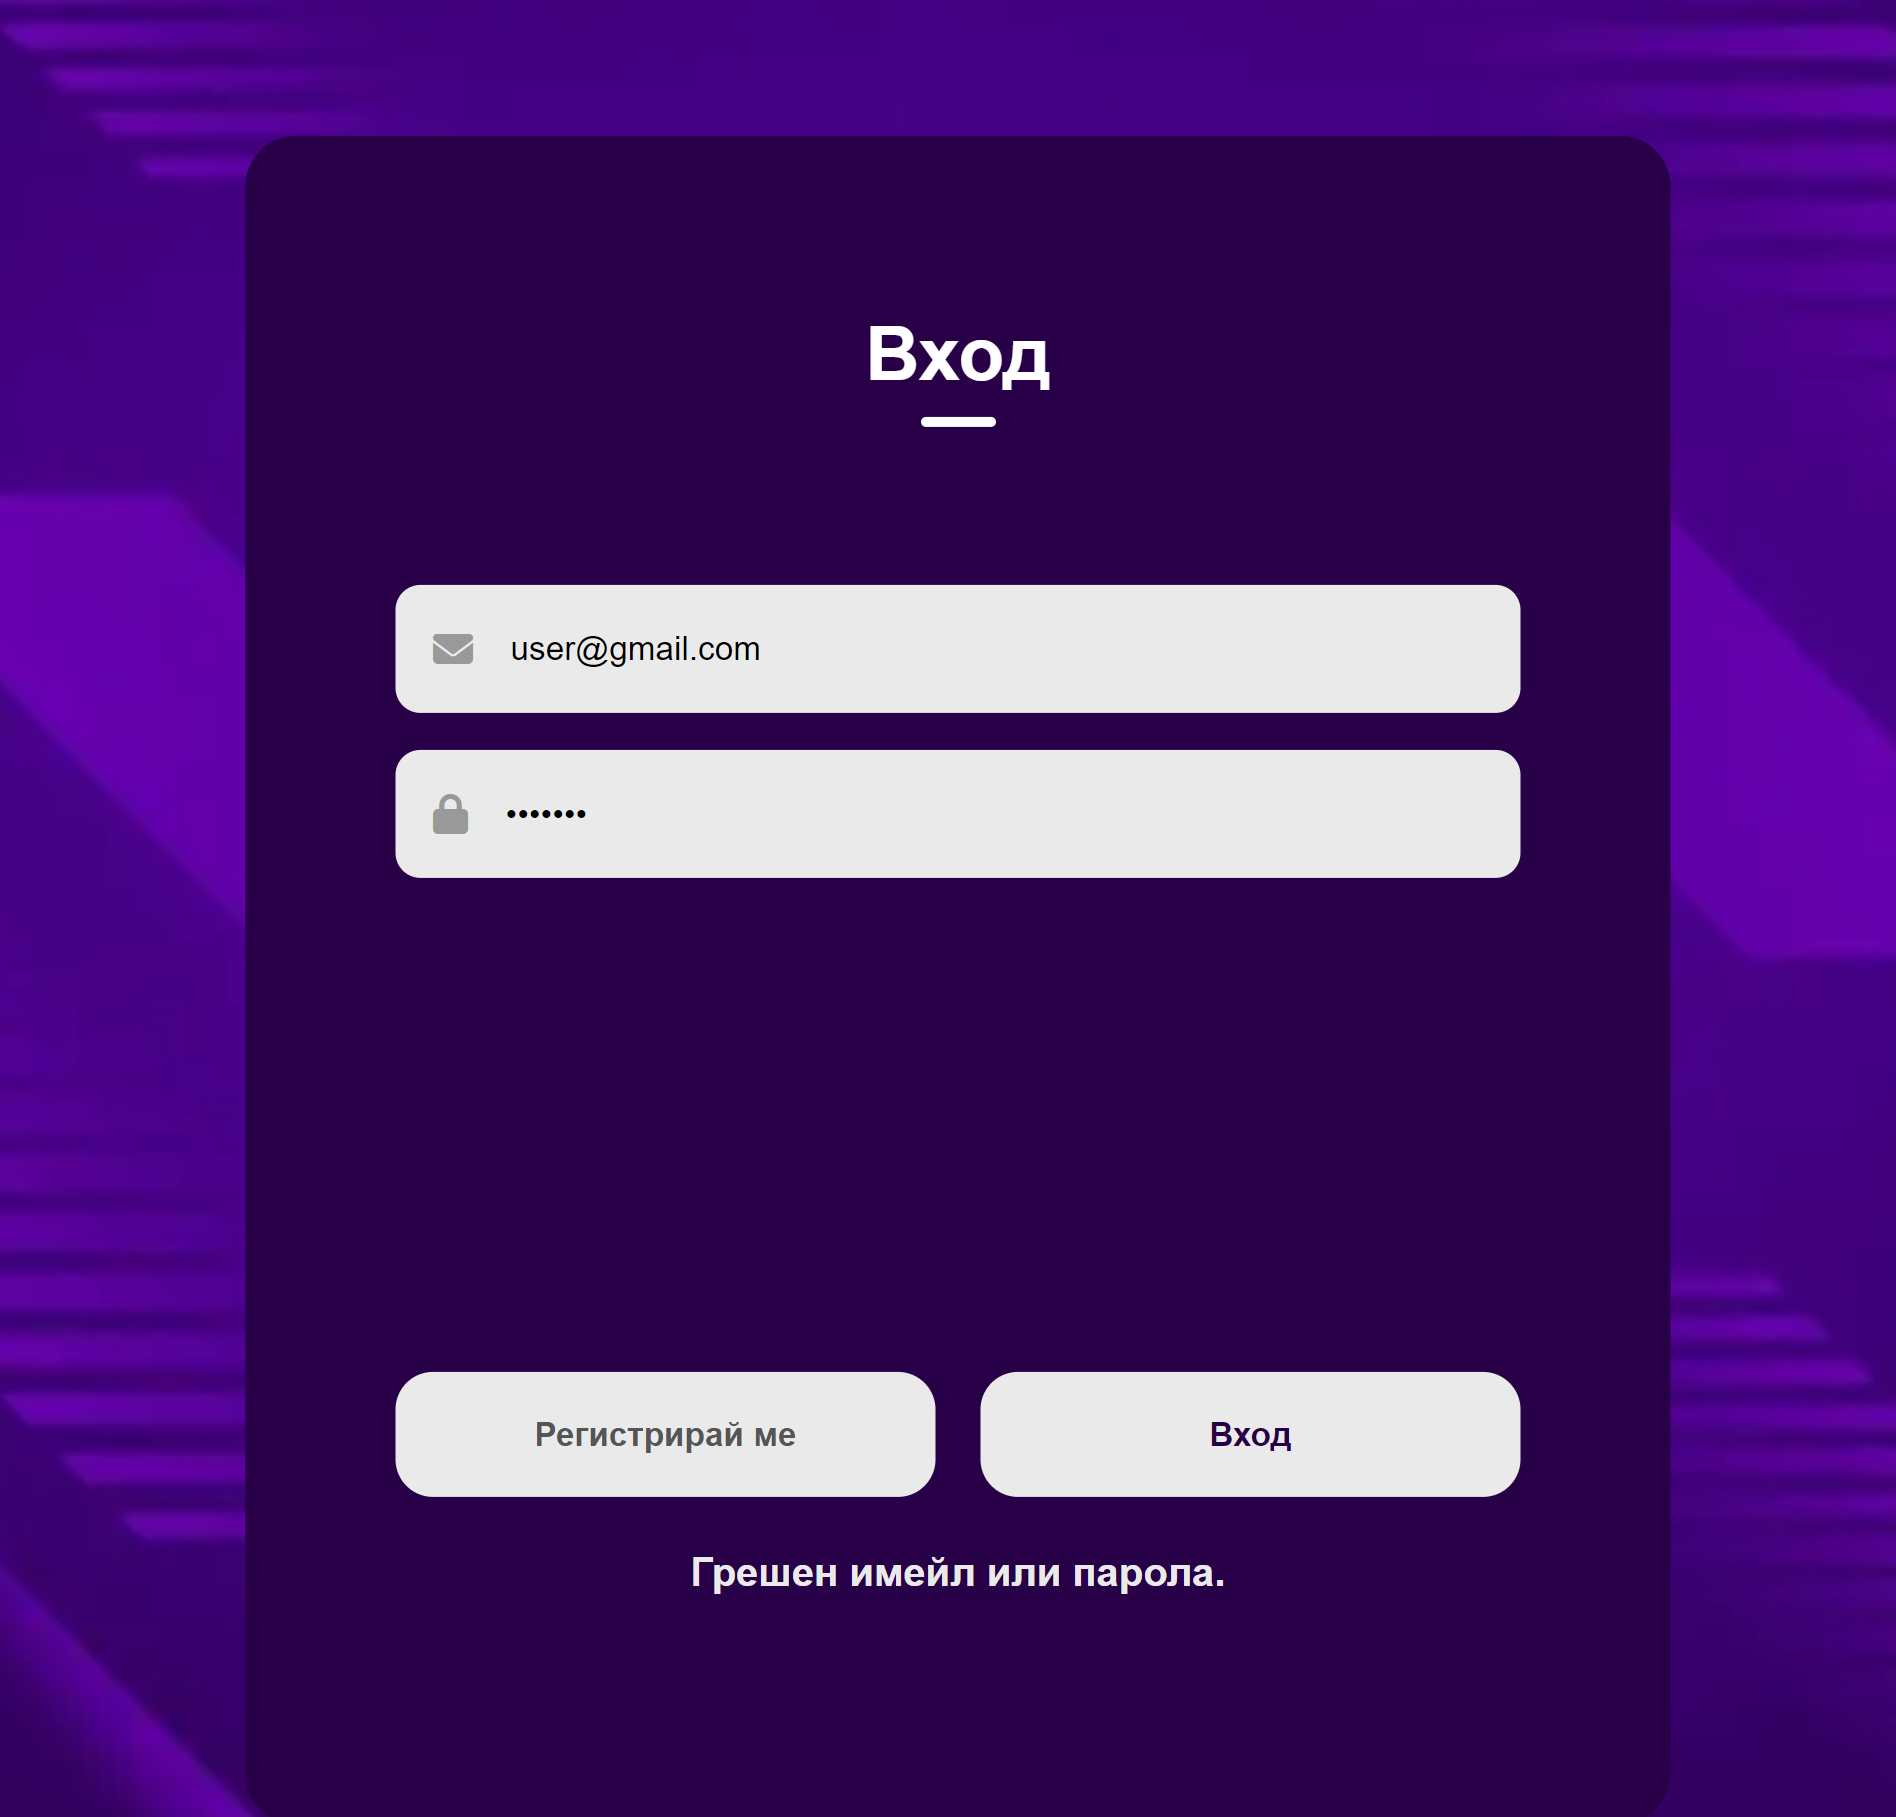 Вход
user@gmail.com
•••••••
Регистрирай ме
Вход
Грешен имейл или парола.